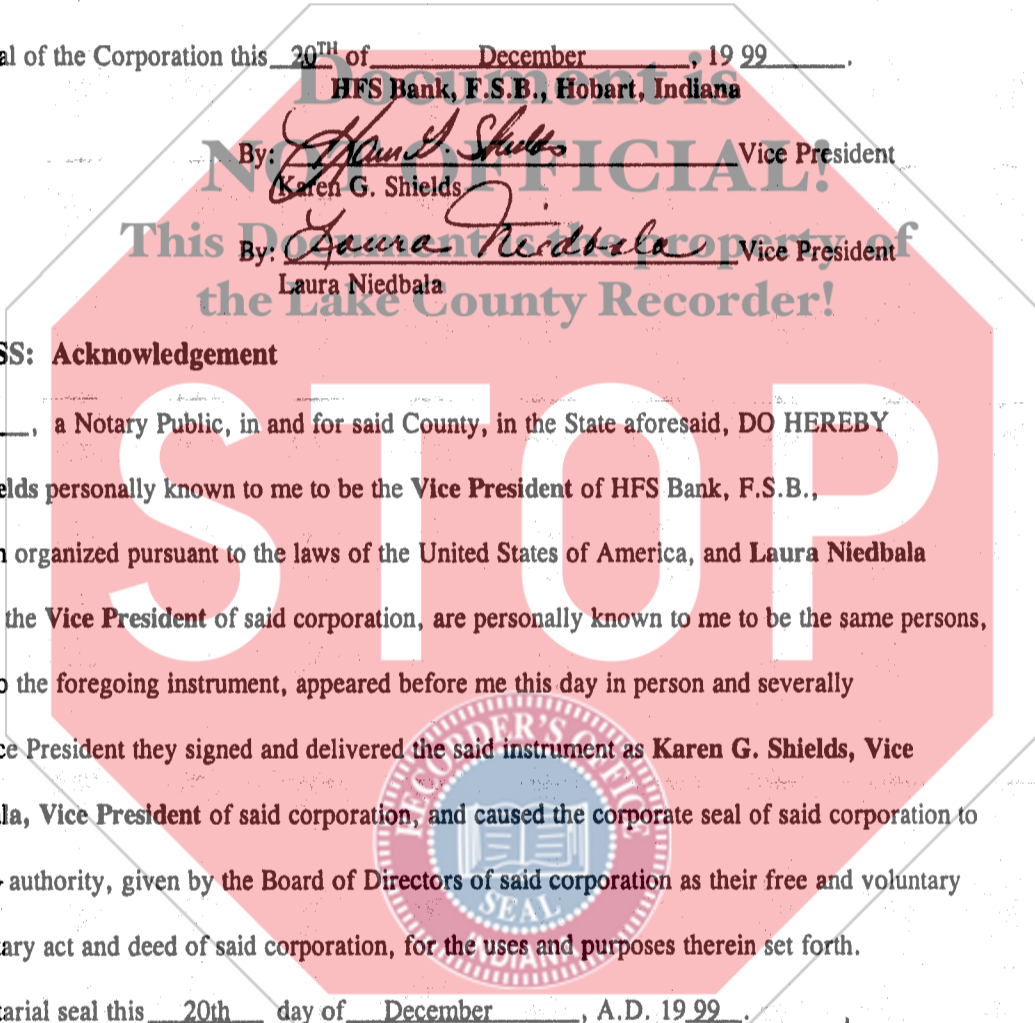 al of the Corporation this 20TH of December, 19 99.
Document is
HFS Bank, F.S.B., Hobart, Indiana
NOT OFFICIAL!
By: Karen G. Shields Vice President
Karen G. Shields
This Document is the property of
By: Laura Niedbala Vice President
Laura Niedbala
the Lake County Recorder!
SS: Acknowledgement
STOP
, a Notary Public, in and for said County, in the State aforesaid, DO HEREBY
elds personally known to me to be the Vice President of HFS Bank, F.S.B.,
n organized pursuant to the laws of the United States of America, and Laura Niedbala
the Vice President of said corporation, are personally known to me to be the same persons,
o the foregoing instrument, appeared before me this day in person and severally
ce President they signed and delivered the said instrument as Karen G. Shields, Vice
RECORDER'S OFFICE
la, Vice President of said corporation, and caused the corporate seal of said corporation to
authority, given by the Board of Directors of said corporation as their free and voluntary
SEAL
INDIANA
tary act and deed of said corporation, for the uses and purposes therein set forth.
tarial seal this 20th day of December, A.D. 19 99.